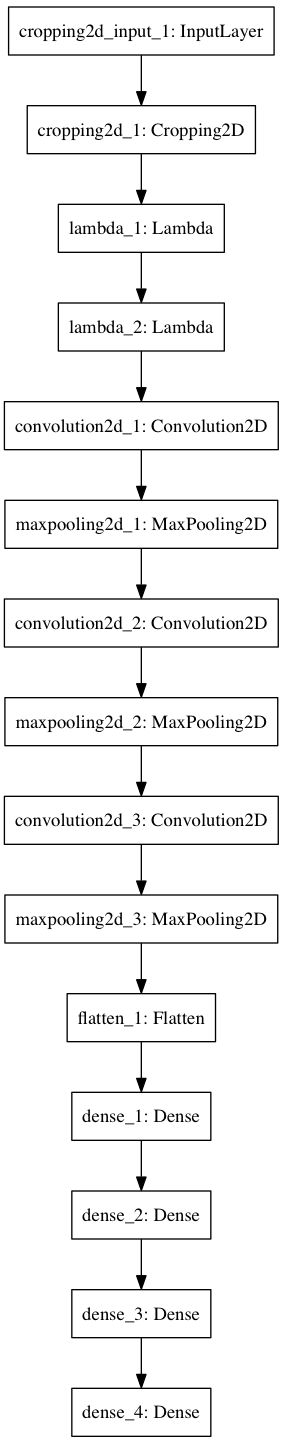 cropping2d_input_1: InputLayer
cropping2d_1: Cropping2D
lambda_1: Lambda
lambda_2: Lambda
convolution2d_1: Convolution2D
maxpooling2d_1: MaxPooling2D
convolution2d_2: Convolution2D
maxpooling2d_2: MaxPooling2D
convolution2d_3: Convolution2D
maxpooling2d_3: MaxPooling2D
flatten_1: Flatten
dense_1: Dense
dense_2: Dense
dense_3: Dense
dense_4: Dense